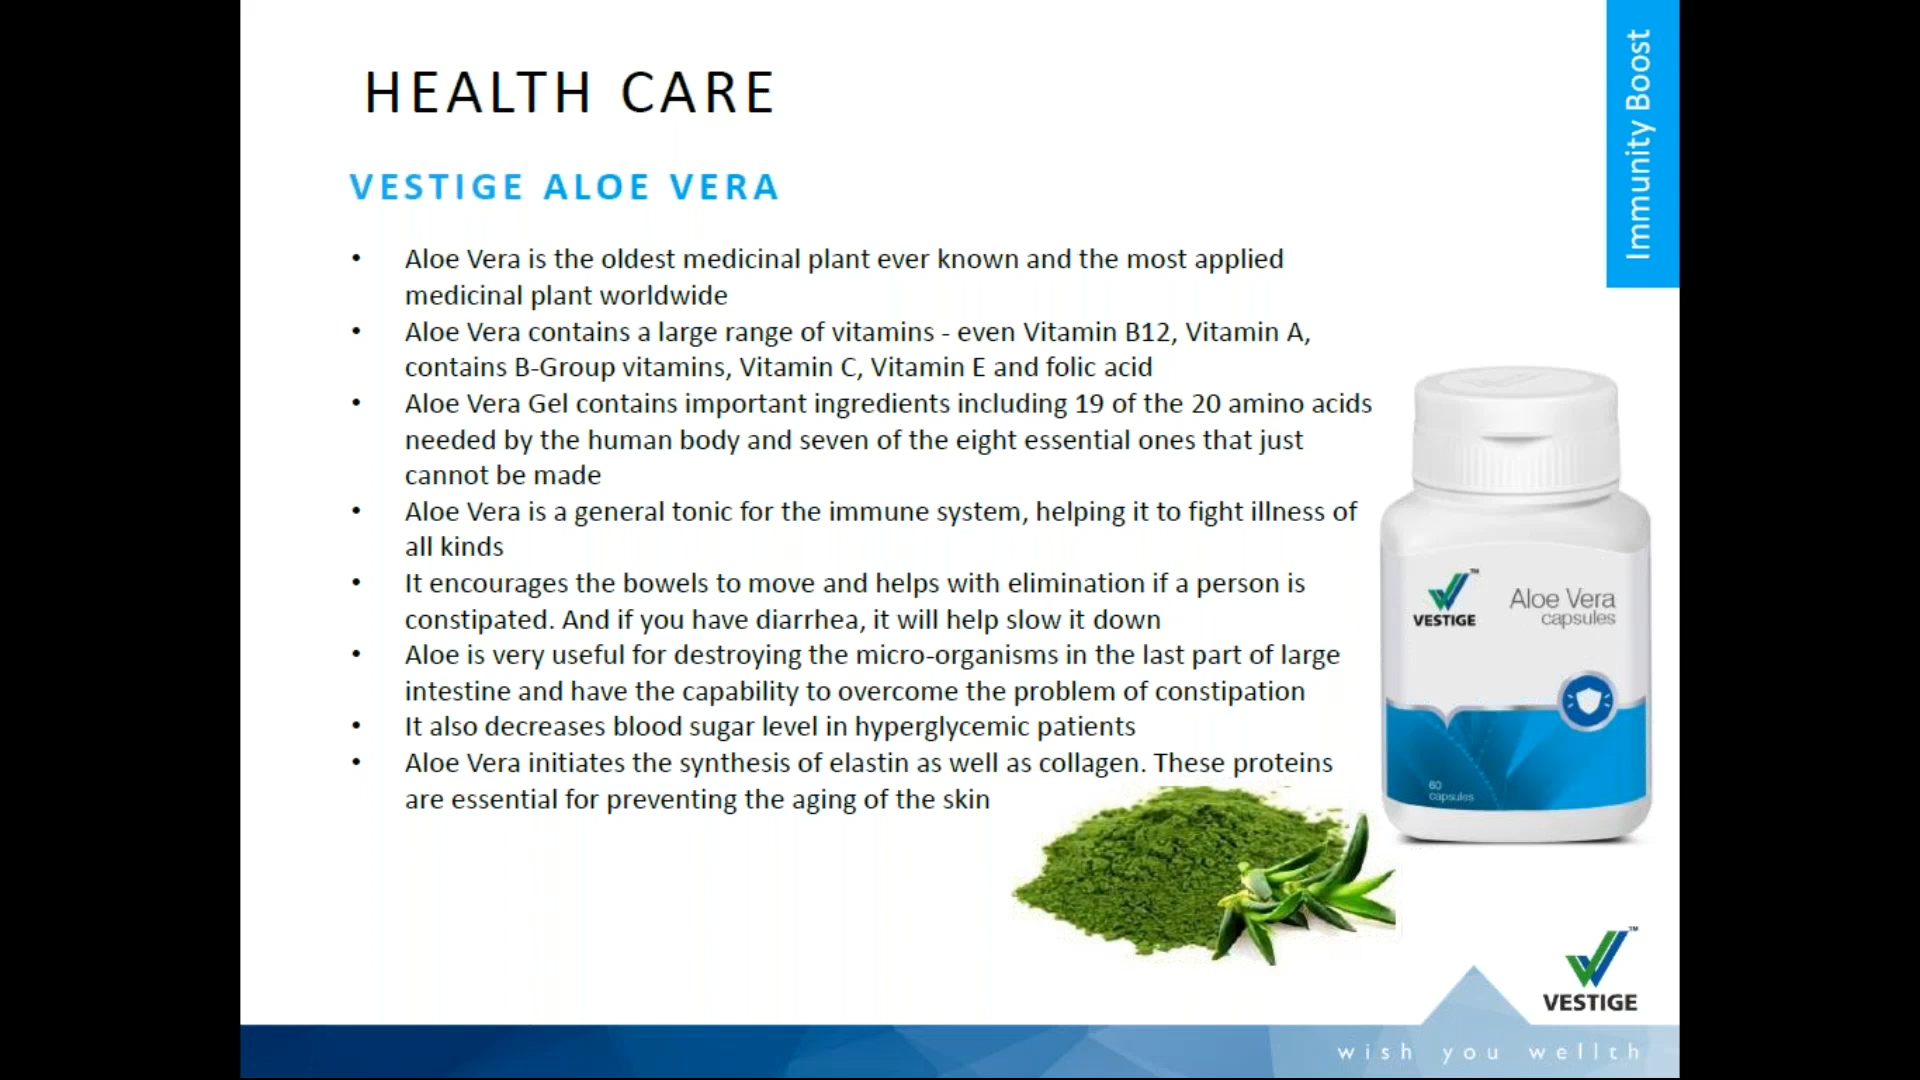 HEALTH CARE
Immunity Boost
VESTIGE ALOE VERA
• Aloe Vera is the oldest medicinal plant ever known and the most applied
medicinal plant worldwide
• Aloe Vera contains a large range of vitamins - even Vitamin B12, Vitamin A,
contains B-Group vitamins, Vitamin C, Vitamin E and folic acid
• Aloe Vera Gel contains important ingredients including 19 of the 20 amino acids
needed by the human body and seven of the eight essential ones that just
cannot be made
• Aloe Vera is a general tonic for the immune system, helping it to fight illness of
all kinds
• It encourages the bowels to move and helps with elimination if a person is
constipated. And if you have diarrhea, it will help slow it down
• Aloe is very useful for destroying the micro-organisms in the last part of large
intestine and have the capability to overcome the problem of constipation
• It also decreases blood sugar level in hyperglycemic patients
• Aloe Vera initiates the synthesis of elastin as well as collagen. These proteins
are essential for preventing the aging of the skin
TM
VESTIGE
Aloe Vera
capsules
60
capsules
TM
VESTIGE
wish you wellth